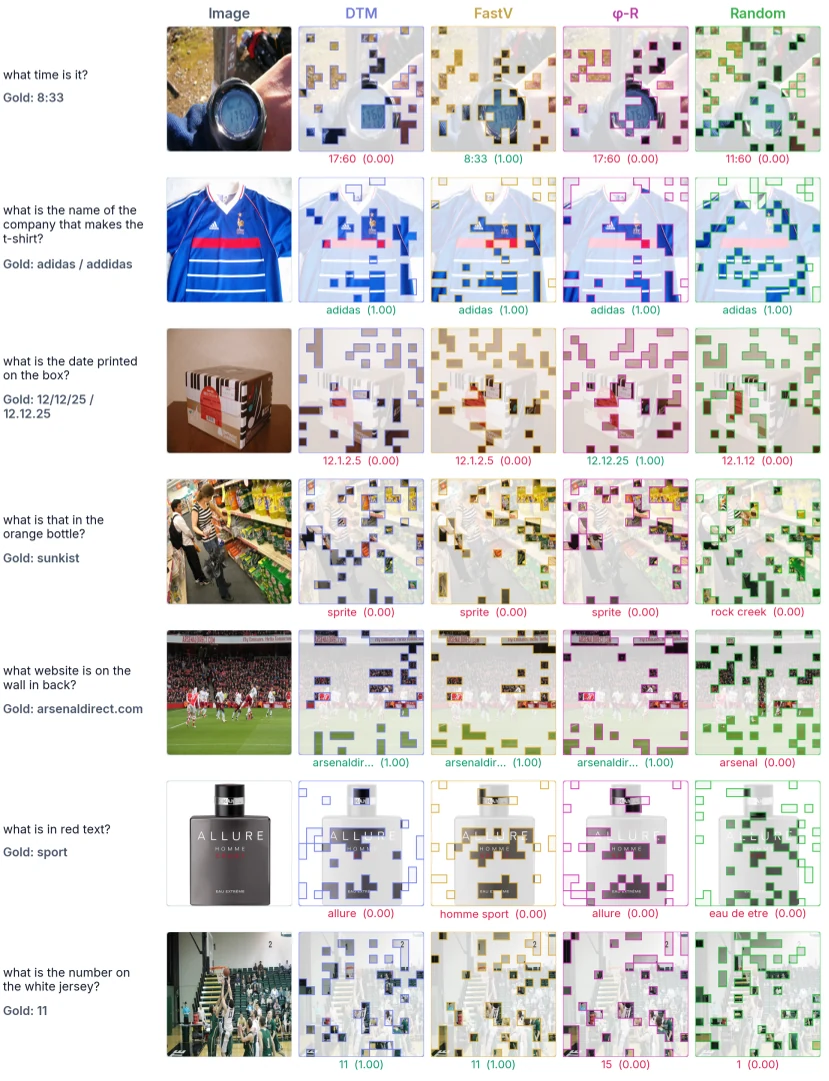 Image DTM FastV φ-R Random
what time is it?
Gold: 8:33
17:60 (0.00) 8:33 (1.00) 17:60 (0.00) 11:60 (0.00)
what is the name of the
company that makes the
t-shirt?
Gold: adidas / addidas
adidas (1.00) adidas (1.00) adidas (1.00) adidas (1.00)
what is the date printed
on the box?
Gold: 12/12/25 /
12.12.25
12.1.2.5 (0.00) 12.1.2.5 (0.00) 12.12.25 (1.00) 12.1.12 (0.00)
what is that in the
orange bottle?
Gold: sunkist
sprite (0.00) sprite (0.00) sprite (0.00) rock creek (0.00)
what website is on the
wall in back?
Gold: arsenaldirect.com
arsenaldir... (1.00) arsenaldir... (1.00) arsenaldir... (1.00) arsenal (0.00)
what is in red text?
Gold: sport
ALLURE
HOMME
EAU EXTREME
allure (0.00) homme sport (0.00) allure (0.00) eau de etre (0.00)
what is the number on
the white jersey?
Gold: 11
2
11 (1.00) 11 (1.00) 15 (0.00) 1 (0.00)